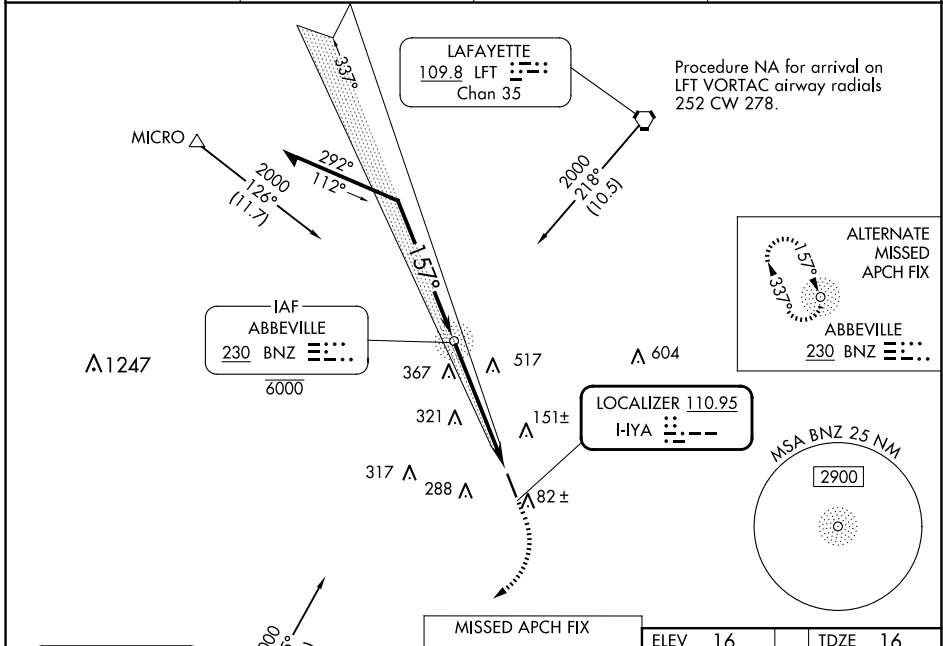 LAFAYETTE
109.8 LFT
Chan 35
Procedure NA for arrival on
LFT VORTAC airway radials
252 CW 278.
337°
MICRO
2000
126°
(11.7)
292°
112°
2000
218°
(10.5)
157°
ALTERNATE
MISSED
APCH FIX
157°
337°
ABBEVILLE
230 BNZ
IAF
ABBEVILLE
230 BNZ
6000
1247
367
517
604
321
151±
LOCALIZER 110.95
I-IYA
317
288
82 ±
MSA BNZ 25 NM
2900
MISSED APCH FIX
ELEV 16
TDZE 16